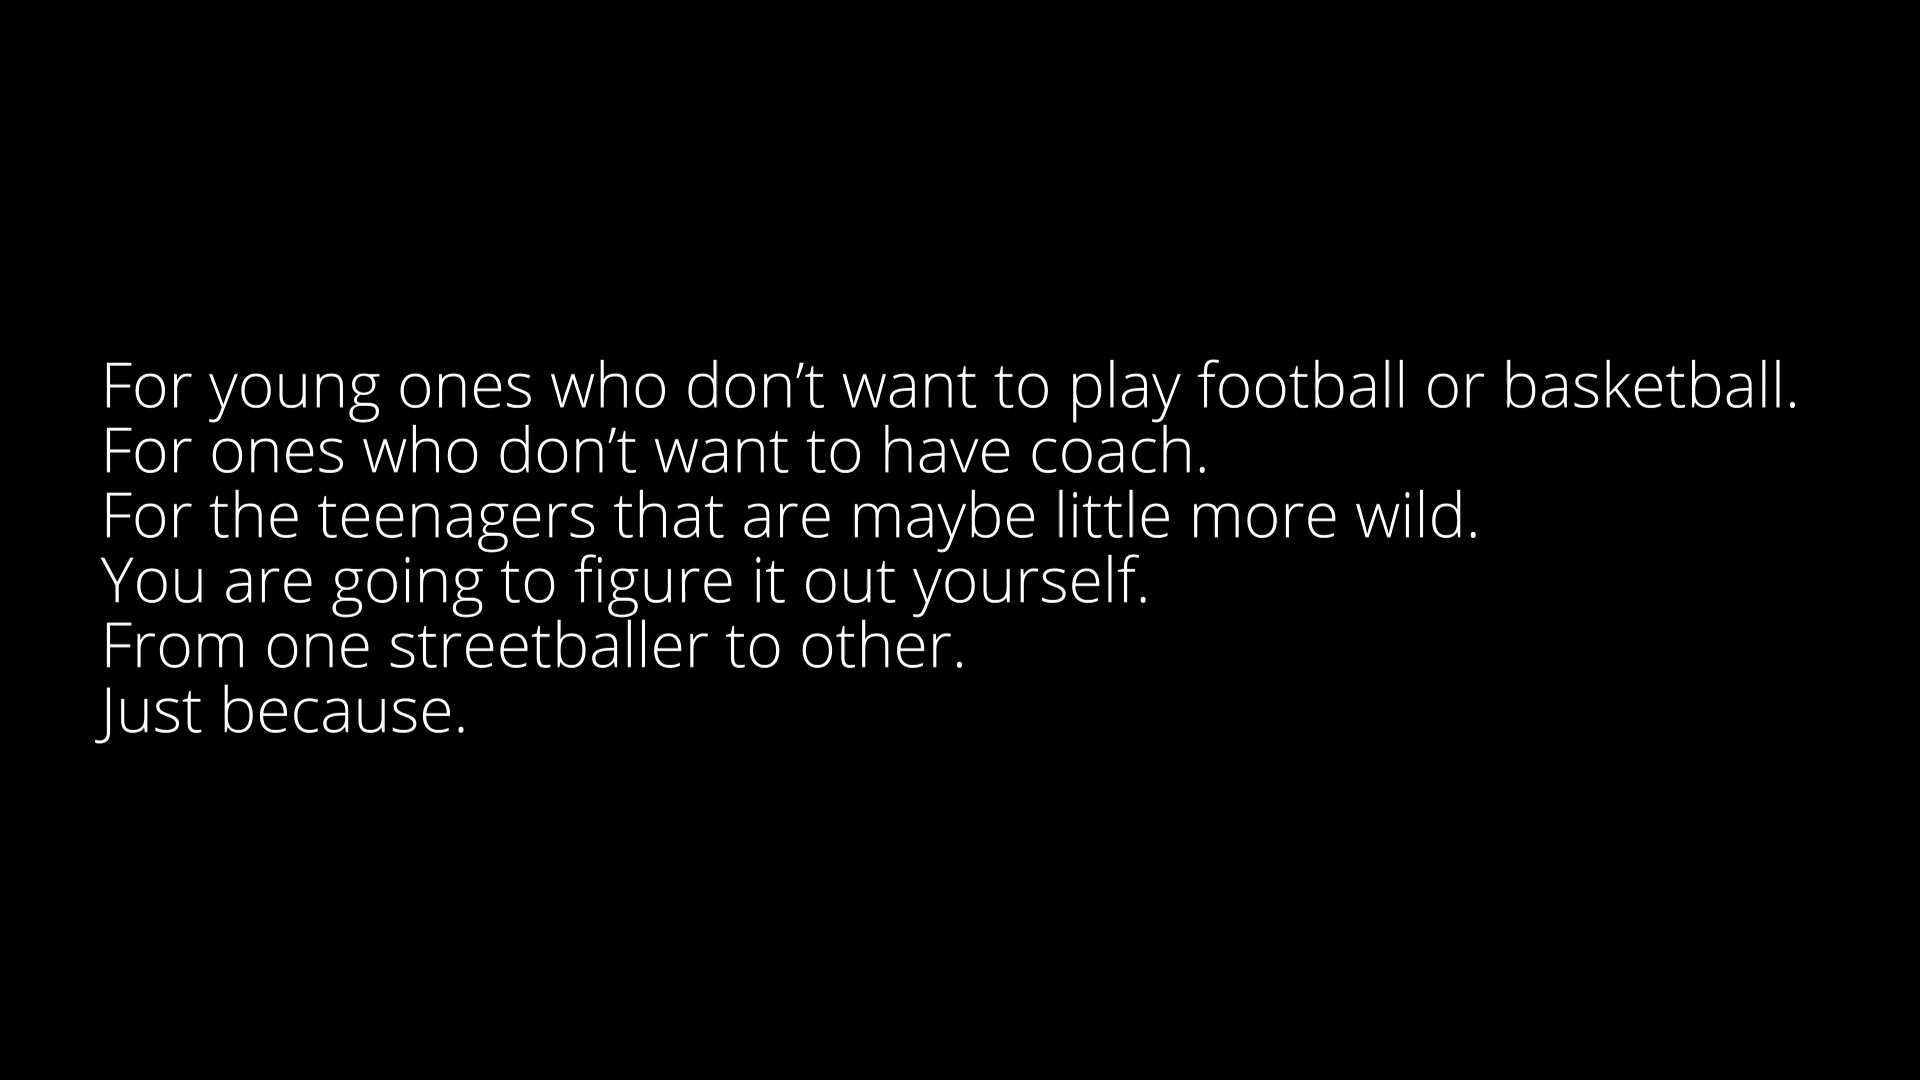 For young ones who don’t want to play football or basketball.
For ones who don’t want to have coach.
For the teenagers that are maybe little more wild.
You are going to figure it out yourself.
From one streetballer to other.
Just because.